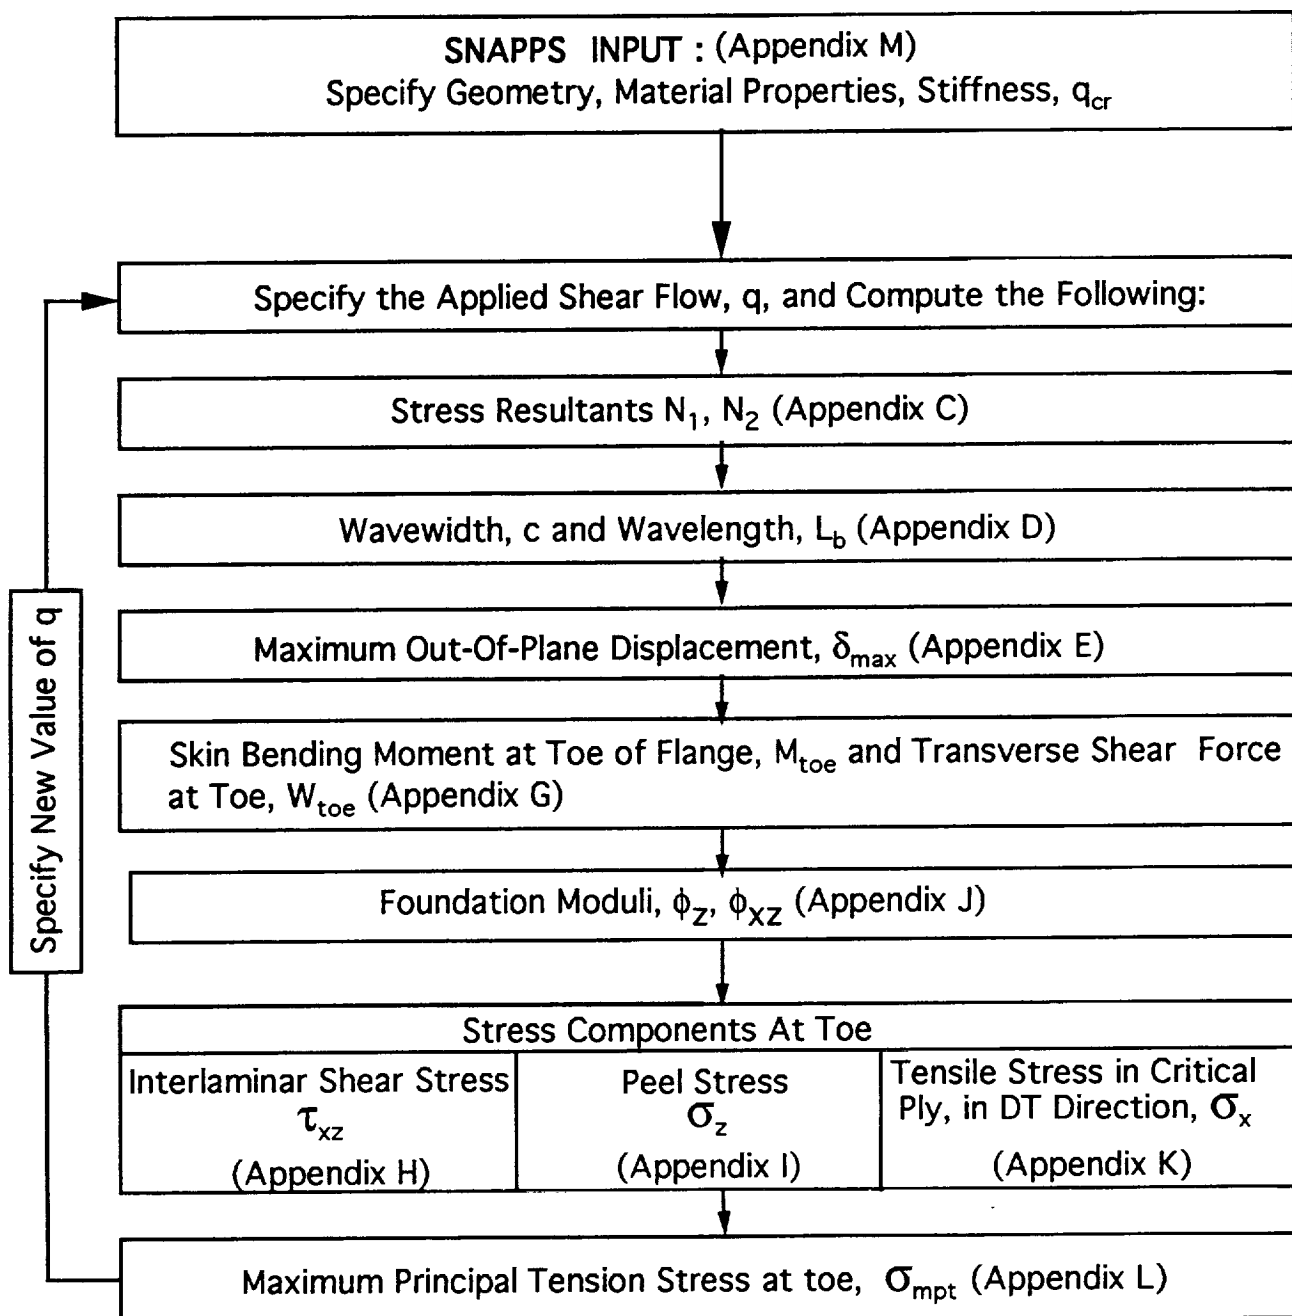 SNAPPS INPUT : (Appendix M)
Specify Geometry, Material Properties, Stiffness, q_cr
Specify the Applied Shear Flow, q, and Compute the Following:
Stress Resultants N₁, N₂ (Appendix C)
Wavewidth, c and Wavelength, L_b (Appendix D)
Maximum Out-Of-Plane Displacement, δ_max (Appendix E)
Skin Bending Moment at Toe of Flange, M_toe and Transverse Shear Force
at Toe, W_toe (Appendix G)
Foundation Moduli, ϕ_z, ϕ_xz (Appendix J)
Stress Components At Toe
Interlaminar Shear Stress
τ_xz
(Appendix H)
Peel Stress
σ_z
(Appendix I)
Tensile Stress in Critical
Ply, in DT Direction, σ_x
(Appendix K)
Maximum Principal Tension Stress at toe, σ_mpt (Appendix L)
Specify New Value of q